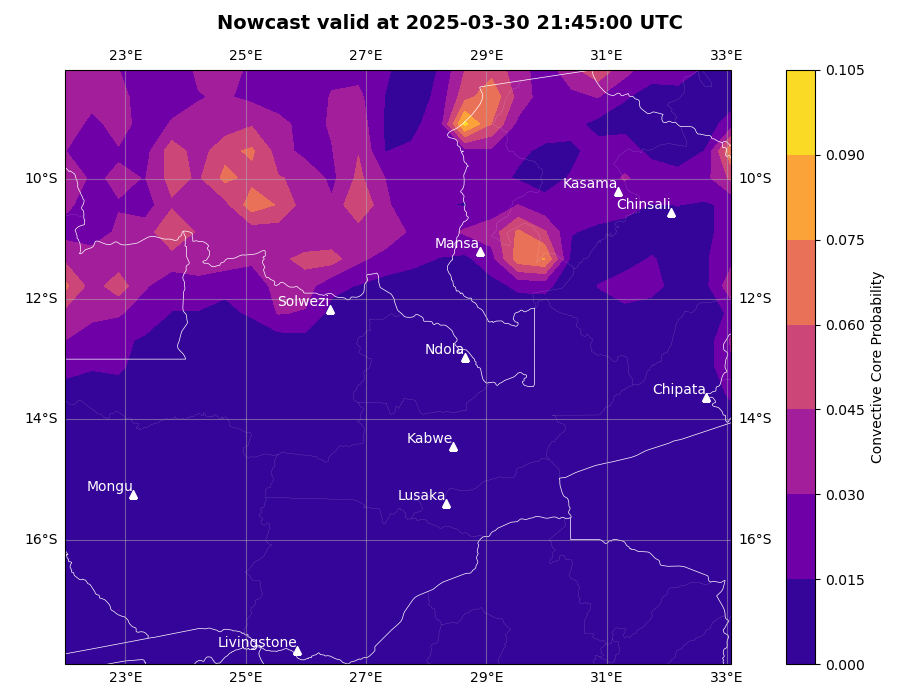 Nowcast valid at 2025-03-30 21:45:00 UTC
23°E 25°E 27°E 29°E 31°E 33°E
0.105
0.090
10°S Kasama 10°S
Chinsali
0.075
Mansa
12°S Solwezi 12°S
0.060
Ndola
Chipata
0.045
14°S 14°S
Kabwe
Mongu Lusaka
0.030
16°S 16°S
0.015
Livingstone
0.000
23°E 25°E 27°E 29°E 31°E 33°E
Convective Core Probability